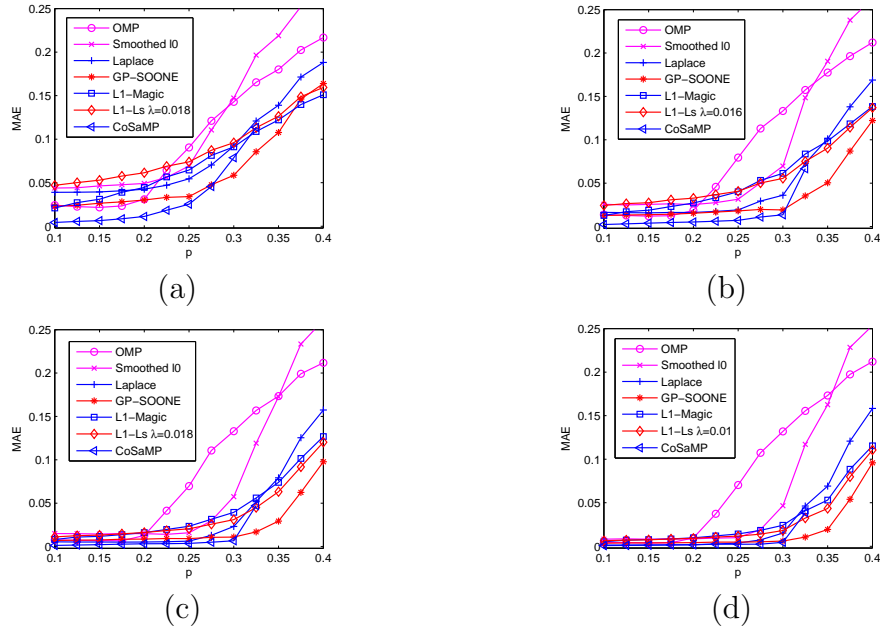 0.25
0.2
0.15
0.1
0.05
0
MAE
OMP
Smoothed l0
Laplace
GP−SOONE
L1−Magic
L1−Ls λ=0.018
CoSaMP
0.1 0.15 0.2 0.25 0.3 0.35 0.4
p
(a)
0.25
0.2
0.15
0.1
0.05
0
MAE
OMP
Smoothed l0
Laplace
GP−SOONE
L1−Magic
L1−Ls λ=0.016
CoSaMP
0.1 0.15 0.2 0.25 0.3 0.35 0.4
p
(b)
0.25
0.2
0.15
0.1
0.05
0
MAE
OMP
Smoothed l0
Laplace
GP−SOONE
L1−Magic
L1−Ls λ=0.018
CoSaMP
0.1 0.15 0.2 0.25 0.3 0.35 0.4
p
(c)
0.25
0.2
0.15
0.1
0.05
0
MAE
OMP
Smoothed l0
Laplace
GP−SOONE
L1−Magic
L1−Ls λ=0.01
CoSaMP
0.1 0.15 0.2 0.25 0.3 0.35 0.4
p
(d)